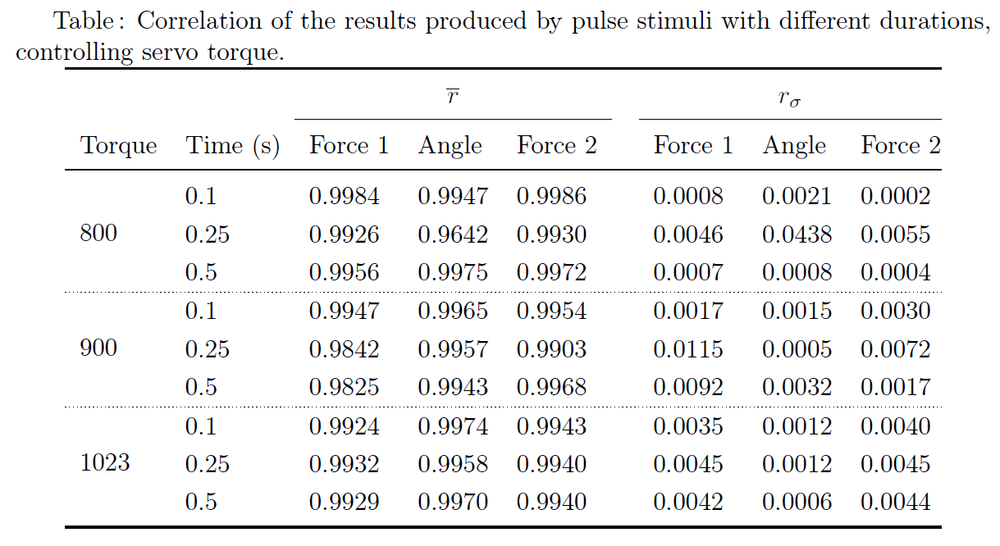 Table: Correlation of the results produced by pulse stimuli with different durations,
controlling servo torque.
r̅ r_σ
Torque Time (s) Force 1 Angle Force 2 Force 1 Angle Force 2
0.1 0.9984 0.9947 0.9986 0.0008 0.0021 0.0002
800 0.25 0.9926 0.9642 0.9930 0.0046 0.0438 0.0055
0.5 0.9956 0.9975 0.9972 0.0007 0.0008 0.0004
0.1 0.9947 0.9965 0.9954 0.0017 0.0015 0.0030
900 0.25 0.9842 0.9957 0.9903 0.0115 0.0005 0.0072
0.5 0.9825 0.9943 0.9968 0.0092 0.0032 0.0017
0.1 0.9924 0.9974 0.9943 0.0035 0.0012 0.0040
1023 0.25 0.9932 0.9958 0.9940 0.0045 0.0012 0.0045
0.5 0.9929 0.9970 0.9940 0.0042 0.0006 0.0044